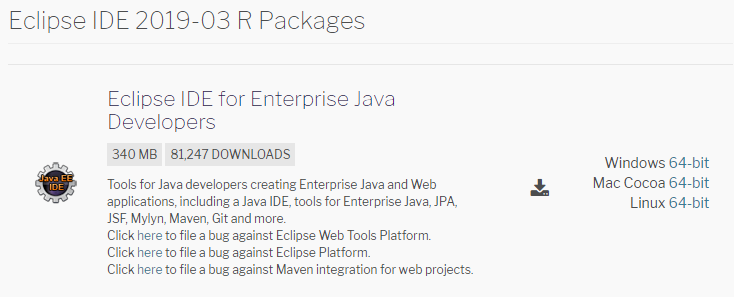 Eclipse IDE 2019-03 R Packages
Eclipse IDE for Enterprise Java
Developers
340 MB 81,247 DOWNLOADS
Java EE
IDE
Tools for Java developers creating Enterprise Java and Web
applications, including a Java IDE, tools for Enterprise Java, JPA,
JSF, Mylyn, Maven, Git and more.
Click here to file a bug against Eclipse Web Tools Platform.
Click here to file a bug against Eclipse Platform.
Click here to file a bug against Maven integration for web projects.
Windows 64-bit
Mac Cocoa 64-bit
Linux 64-bit